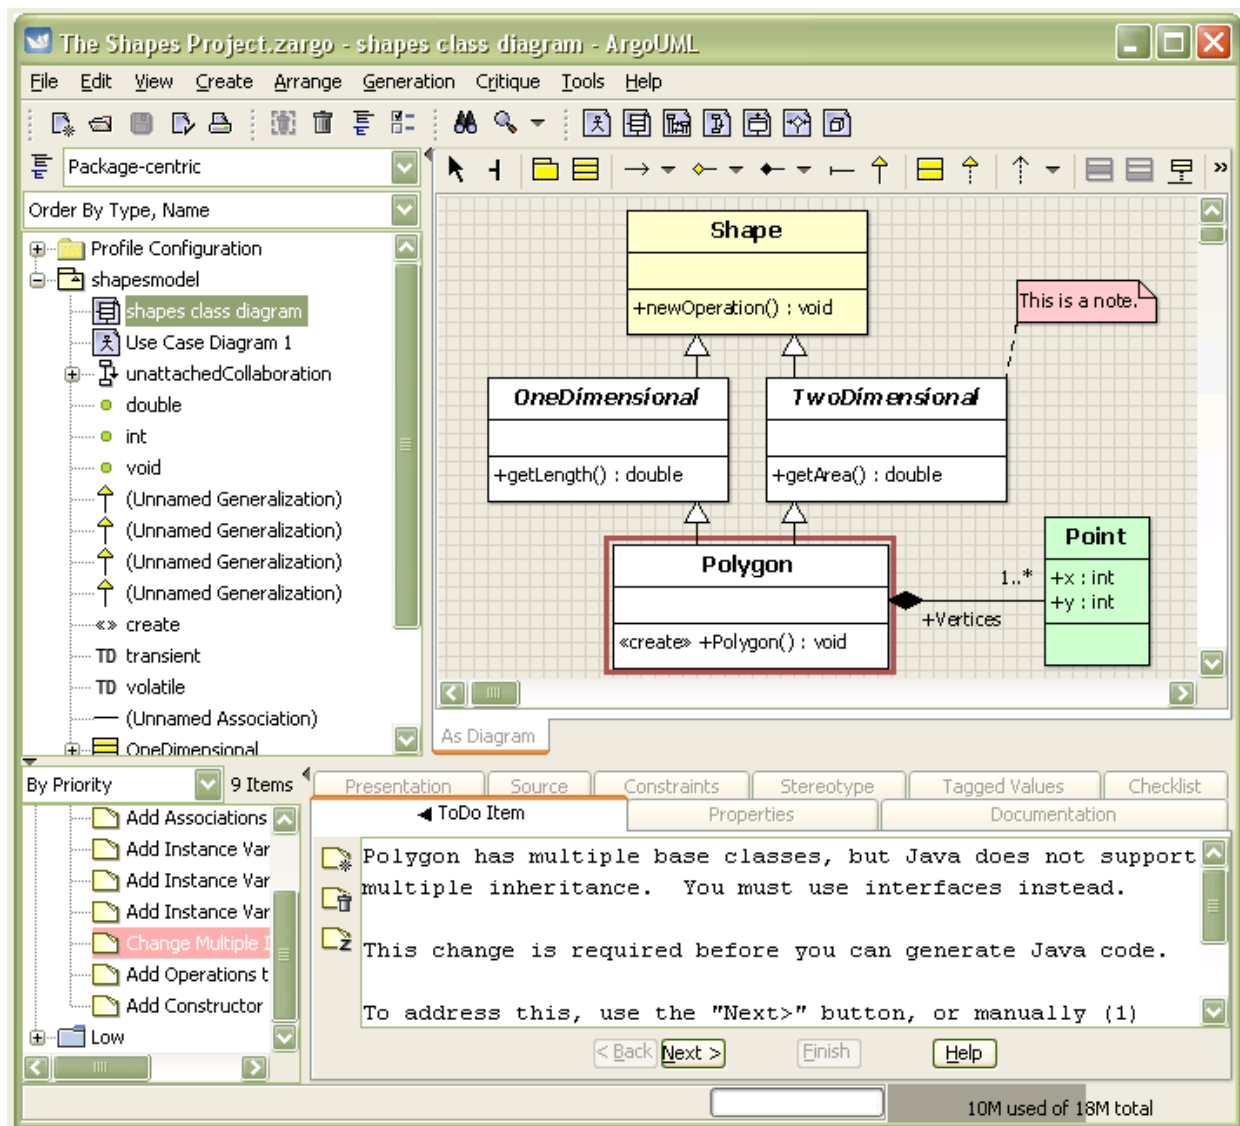 The Shapes Project.zargo - shapes class diagram - ArgoUML
File Edit View Create Arrange Generation Critique Tools Help
Package-centric
Order By Type, Name
Profile Configuration
shapesmodel
shapes class diagram
Use Case Diagram 1
unattachedCollaboration
double
int
void
(Unnamed Generalization)
(Unnamed Generalization)
(Unnamed Generalization)
(Unnamed Generalization)
«» create
TD transient
TD volatile
(Unnamed Association)
OneDimensional
Shape
+newOperation() : void
This is a note.
OneDimensional
+getLength() : double
TwoDimensional
+getArea() : double
Polygon
«create» +Polygon() : void
1..*
+Vertices
Point
+x : int
+y : int
As Diagram
By Priority
9 Items
Add Associations
Add Instance Var
Add Instance Var
Add Instance Var
Change Multiple I
Add Operations t
Add Constructor
Low
Presentation Source Constraints Stereotype Tagged Values Checklist
ToDo Item Properties Documentation
Polygon has multiple base classes, but Java does not support
multiple inheritance. You must use interfaces instead.
This change is required before you can generate Java code.
To address this, use the "Next>" button, or manually (1)
< Back Next > Finish Help
10M used of 18M total